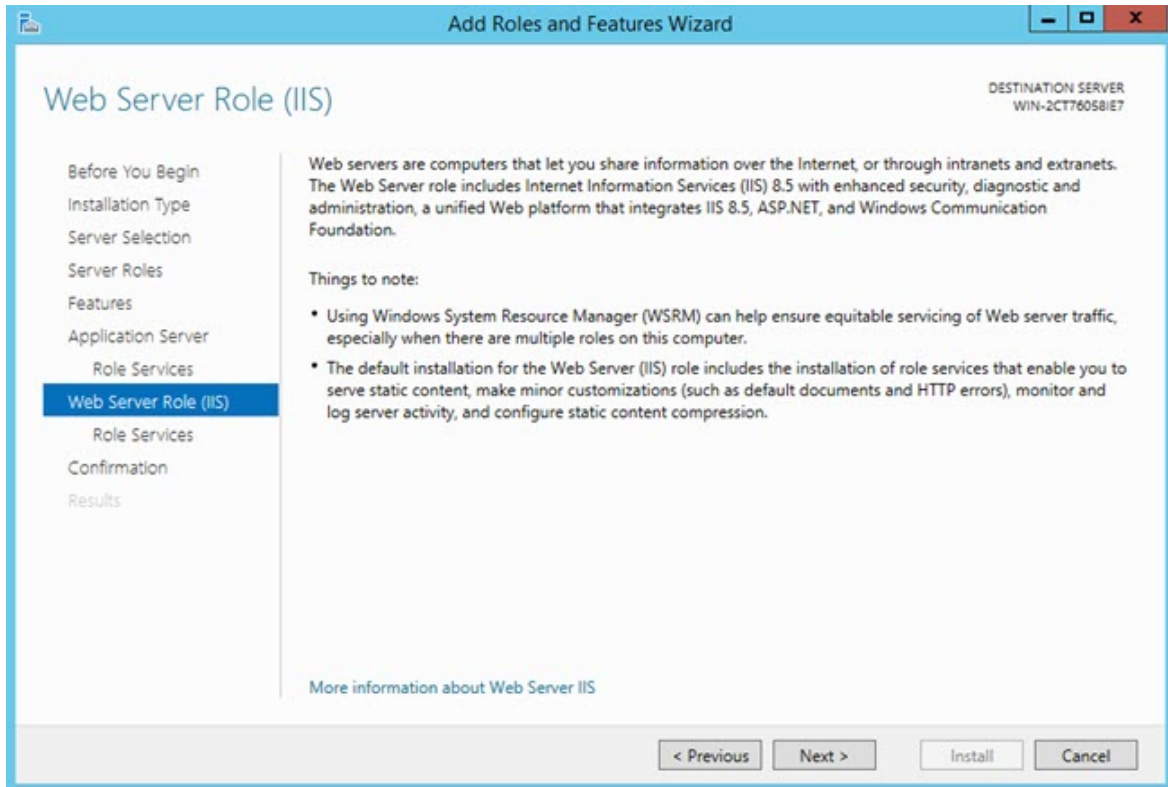 Add Roles and Features Wizard
Web Server Role (IIS)
DESTINATION SERVER
WIN-2CT76058IE7
Before You Begin
Installation Type
Server Selection
Server Roles
Features
Application Server
Role Services
Web Server Role (IIS)
Role Services
Confirmation
Results
Web servers are computers that let you share information over the Internet, or through intranets and extranets.
The Web Server role includes Internet Information Services (IIS) 8.5 with enhanced security, diagnostic and
administration, a unified Web platform that integrates IIS 8.5, ASP.NET, and Windows Communication
Foundation.
Things to note:
• Using Windows System Resource Manager (WSRM) can help ensure equitable servicing of Web server traffic,
especially when there are multiple roles on this computer.
• The default installation for the Web Server (IIS) role includes the installation of role services that enable you to
serve static content, make minor customizations (such as default documents and HTTP errors), monitor and
log server activity, and configure static content compression.
More information about Web Server IIS
< Previous
Next >
Install
Cancel